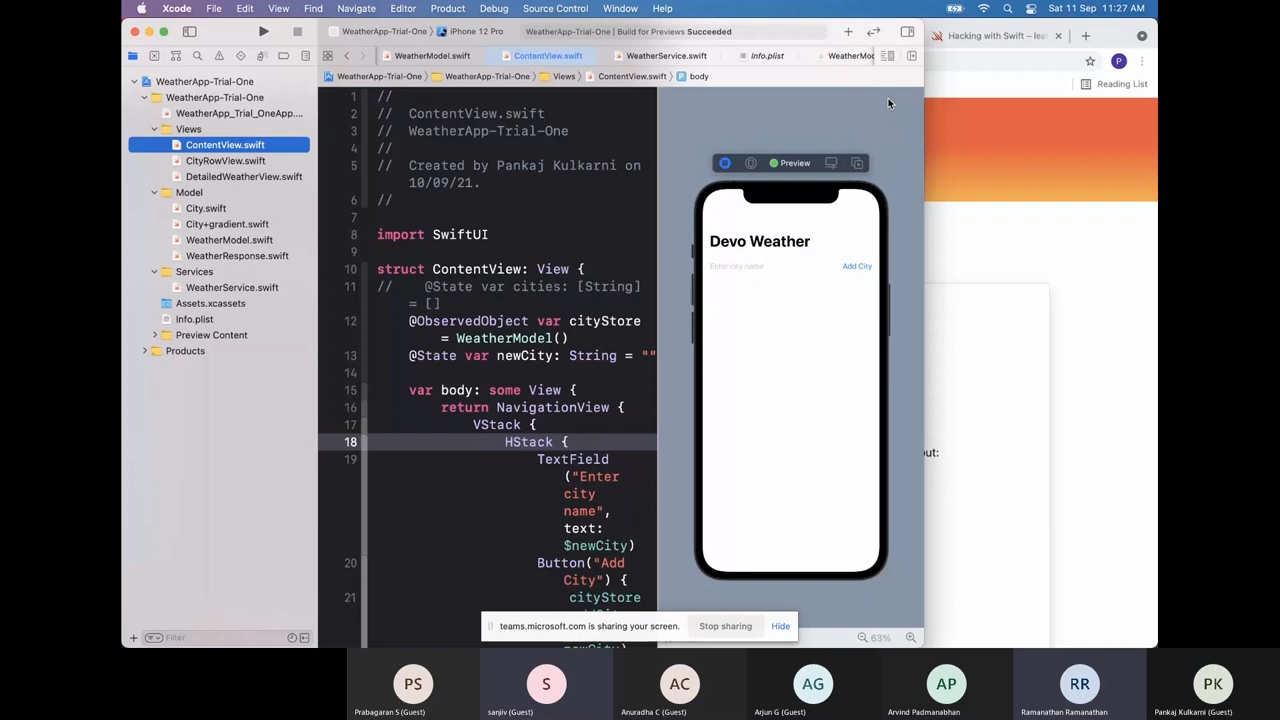 Xcode File Edit View Find Navigate Editor Product Debug Source Control Window Help
Sat 11 Sep 11:27 AM
WeatherApp-Trial-One
iPhone 12 Pro
WeatherApp-Trial-One | Build for Previews Succeeded
Hacking with Swift – lear
WeatherModel.swift
ContentView.swift
WeatherService.swift
Info.plist
WeatherMod
P
WeatherApp-Trial-One
WeatherApp-Trial-One
Views
ContentView.swift
body
Reading List
WeatherApp-Trial-One
WeatherApp-Trial-One
WeatherApp_Trial_OneApp....
Views
ContentView.swift
CityRowView.swift
DetailedWeatherView.swift
Model
City.swift
City+gradient.swift
WeatherModel.swift
WeatherResponse.swift
Services
WeatherService.swift
Assets.xcassets
Info.plist
Preview Content
Products
Filter
1 //
2 // ContentView.swift
3 // WeatherApp-Trial-One
4 //
5 // Created by Pankaj Kulkarni on
10/09/21.
6 //
7
8 import SwiftUI
9
10 struct ContentView: View {
11 // @State var cities: [String]
= []
12 @ObservedObject var cityStore
= WeatherModel()
13 @State var newCity: String = ""
14
15 var body: some View {
16 return NavigationView {
17 VStack {
18 HStack {
19 TextField
("Enter
city
name",
text:
$newCity)
20 Button("Add
City") {
21 cityStore
Preview
Devo Weather
Enter city name
Add City
63%
out:
teams.microsoft.com is sharing your screen.
Stop sharing
Hide
PS
Prabagaran S (Guest)
S
sanjiv (Guest)
AC
Anuradha C (Guest)
AG
Arjun G (Guest)
AP
Arvind Padmanabhan
RR
Ramanathan Ramanathan
PK
Pankaj Kulkarni (Guest)